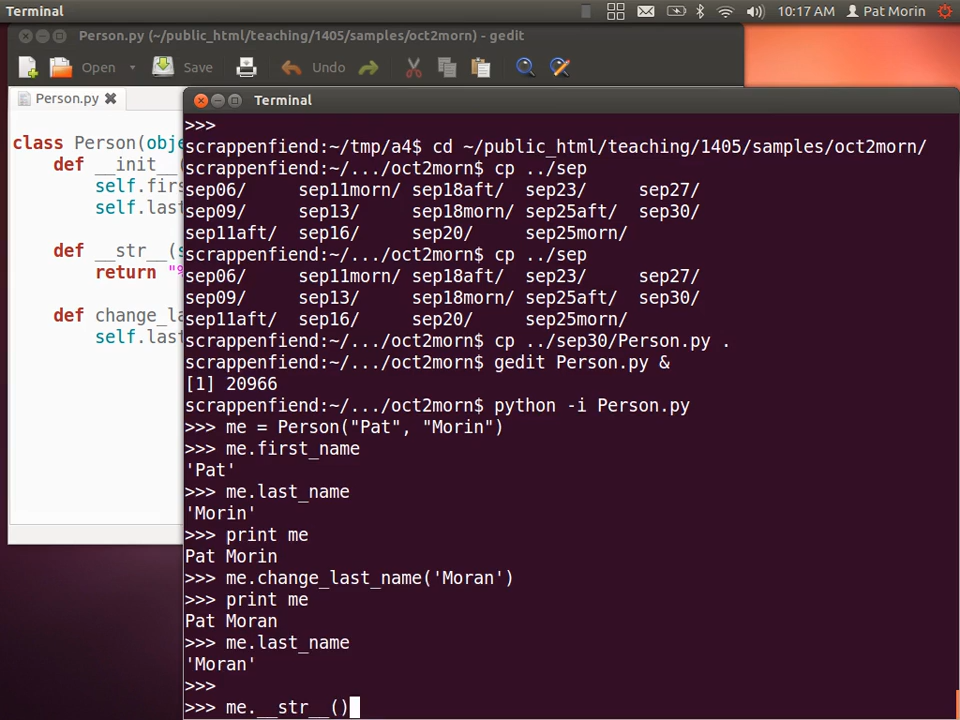 Terminal
10:17 AM
Pat Morin
Person.py (~/public_html/teaching/1405/samples/oct2morn) - gedit
Open
Save
Undo
Person.py
class Person(obje
def __init__(
self.firs
self.last
def __str__(s
return "%
def change_la
self.last
Terminal
>>>
scrappenfiend:~/tmp/a4$ cd ~/public_html/teaching/1405/samples/oct2morn/
scrappenfiend:~/.../oct2morn$ cp ../sep
sep06/ sep11morn/ sep18aft/ sep23/ sep27/
sep09/ sep13/ sep18morn/ sep25aft/ sep30/
sep11aft/ sep16/ sep20/ sep25morn/
scrappenfiend:~/.../oct2morn$ cp ../sep
sep06/ sep11morn/ sep18aft/ sep23/ sep27/
sep09/ sep13/ sep18morn/ sep25aft/ sep30/
sep11aft/ sep16/ sep20/ sep25morn/
scrappenfiend:~/.../oct2morn$ cp ../sep30/Person.py .
scrappenfiend:~/.../oct2morn$ gedit Person.py &
[1] 20966
scrappenfiend:~/.../oct2morn$ python -i Person.py
>>> me = Person("Pat", "Morin")
>>> me.first_name
'Pat'
>>> me.last_name
'Morin'
>>> print me
Pat Morin
>>> me.change_last_name('Moran')
>>> print me
Pat Moran
>>> me.last_name
'Moran'
>>>
>>> me.__str__()